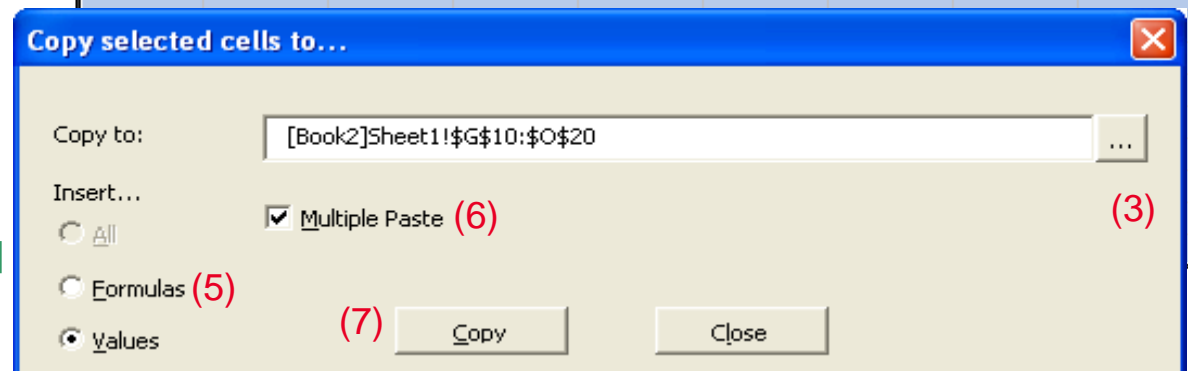 Copy selected cells to...
Copy to: [Book2]Sheet1!$G$10:$O$20 ...
Insert...
(3)
Multiple Paste (6)
All
Formulas (5)
(7) Copy Close
Values